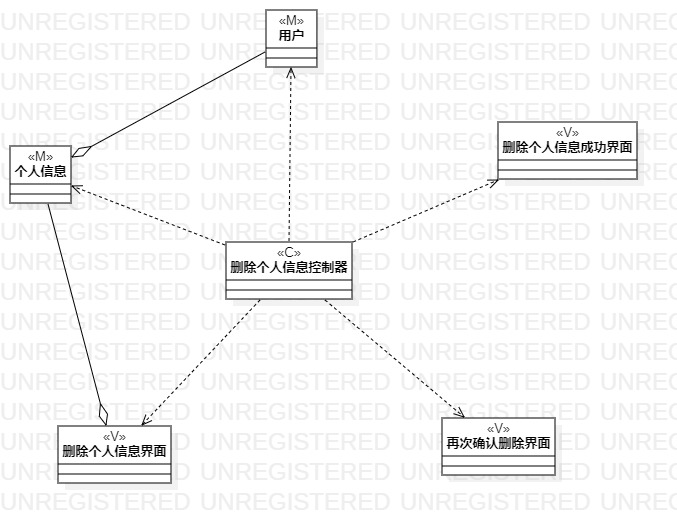 «M»
用户
«V»
删除个人信息成功界面
«M»
个人信息
«C»
删除个人信息控制器
«V»
删除个人信息界面
«V»
再次确认删除界面
UNREGISTERED UNREGISTERED UNREGISTERED UNREG